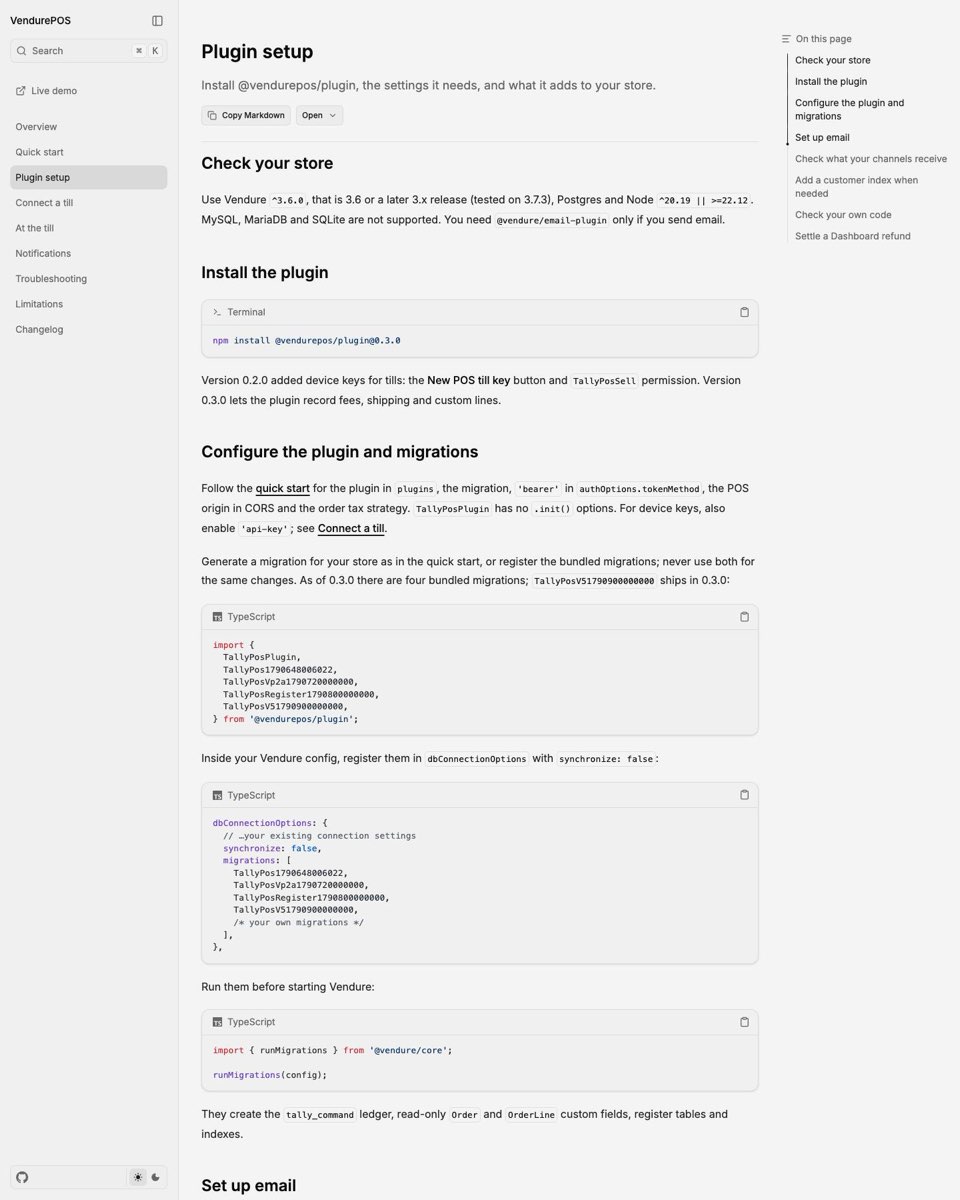 VendurePOS
Search
⌘ K
Live demo
Overview
Quick start
Plugin setup
Connect a till
At the till
Notifications
Troubleshooting
Limitations
Changelog
Plugin setup
Install @vendurepos/plugin, the settings it needs, and what it adds to your store.
Copy Markdown
Open
Check your store
Use Vendure ^3.6.0, that is 3.6 or a later 3.x release (tested on 3.7.3), Postgres and Node ^20.19 || >=22.12.
MySQL, MariaDB and SQLite are not supported. You need @vendure/email-plugin only if you send email.
Install the plugin
Terminal
npm install @vendurepos/plugin@0.3.0
Version 0.2.0 added device keys for tills: the New POS till key button and TallyPosSell permission. Version
0.3.0 lets the plugin record fees, shipping and custom lines.
Configure the plugin and migrations
Follow the quick start for the plugin in plugins, the migration, 'bearer' in authOptions.tokenMethod, the POS
origin in CORS and the order tax strategy. TallyPosPlugin has no .init() options. For device keys, also
enable 'api-key'; see Connect a till.
Generate a migration for your store as in the quick start, or register the bundled migrations; never use both for
the same changes. As of 0.3.0 there are four bundled migrations; TallyPosV51790900000000 ships in 0.3.0:
TypeScript
import {
  TallyPosPlugin,
  TallyPos1790648006022,
  TallyPosVp2a1790720000000,
  TallyPosRegister1790800000000,
  TallyPosV51790900000000,
} from '@vendurepos/plugin';
Inside your Vendure config, register them in dbConnectionOptions with synchronize: false:
TypeScript
dbConnectionOptions: {
  // …your existing connection settings
  synchronize: false,
  migrations: [
    TallyPos1790648006022,
    TallyPosVp2a1790720000000,
    TallyPosRegister1790800000000,
    TallyPosV51790900000000,
    /* your own migrations */
  ],
},
Run them before starting Vendure:
TypeScript
import { runMigrations } from '@vendure/core';
runMigrations(config);
They create the tally_command ledger, read-only Order and OrderLine custom fields, register tables and
indexes.
Set up email
On this page
Check your store
Install the plugin
Configure the plugin and
migrations
Set up email
Check what your channels receive
Add a customer index when
needed
Check your own code
Settle a Dashboard refund